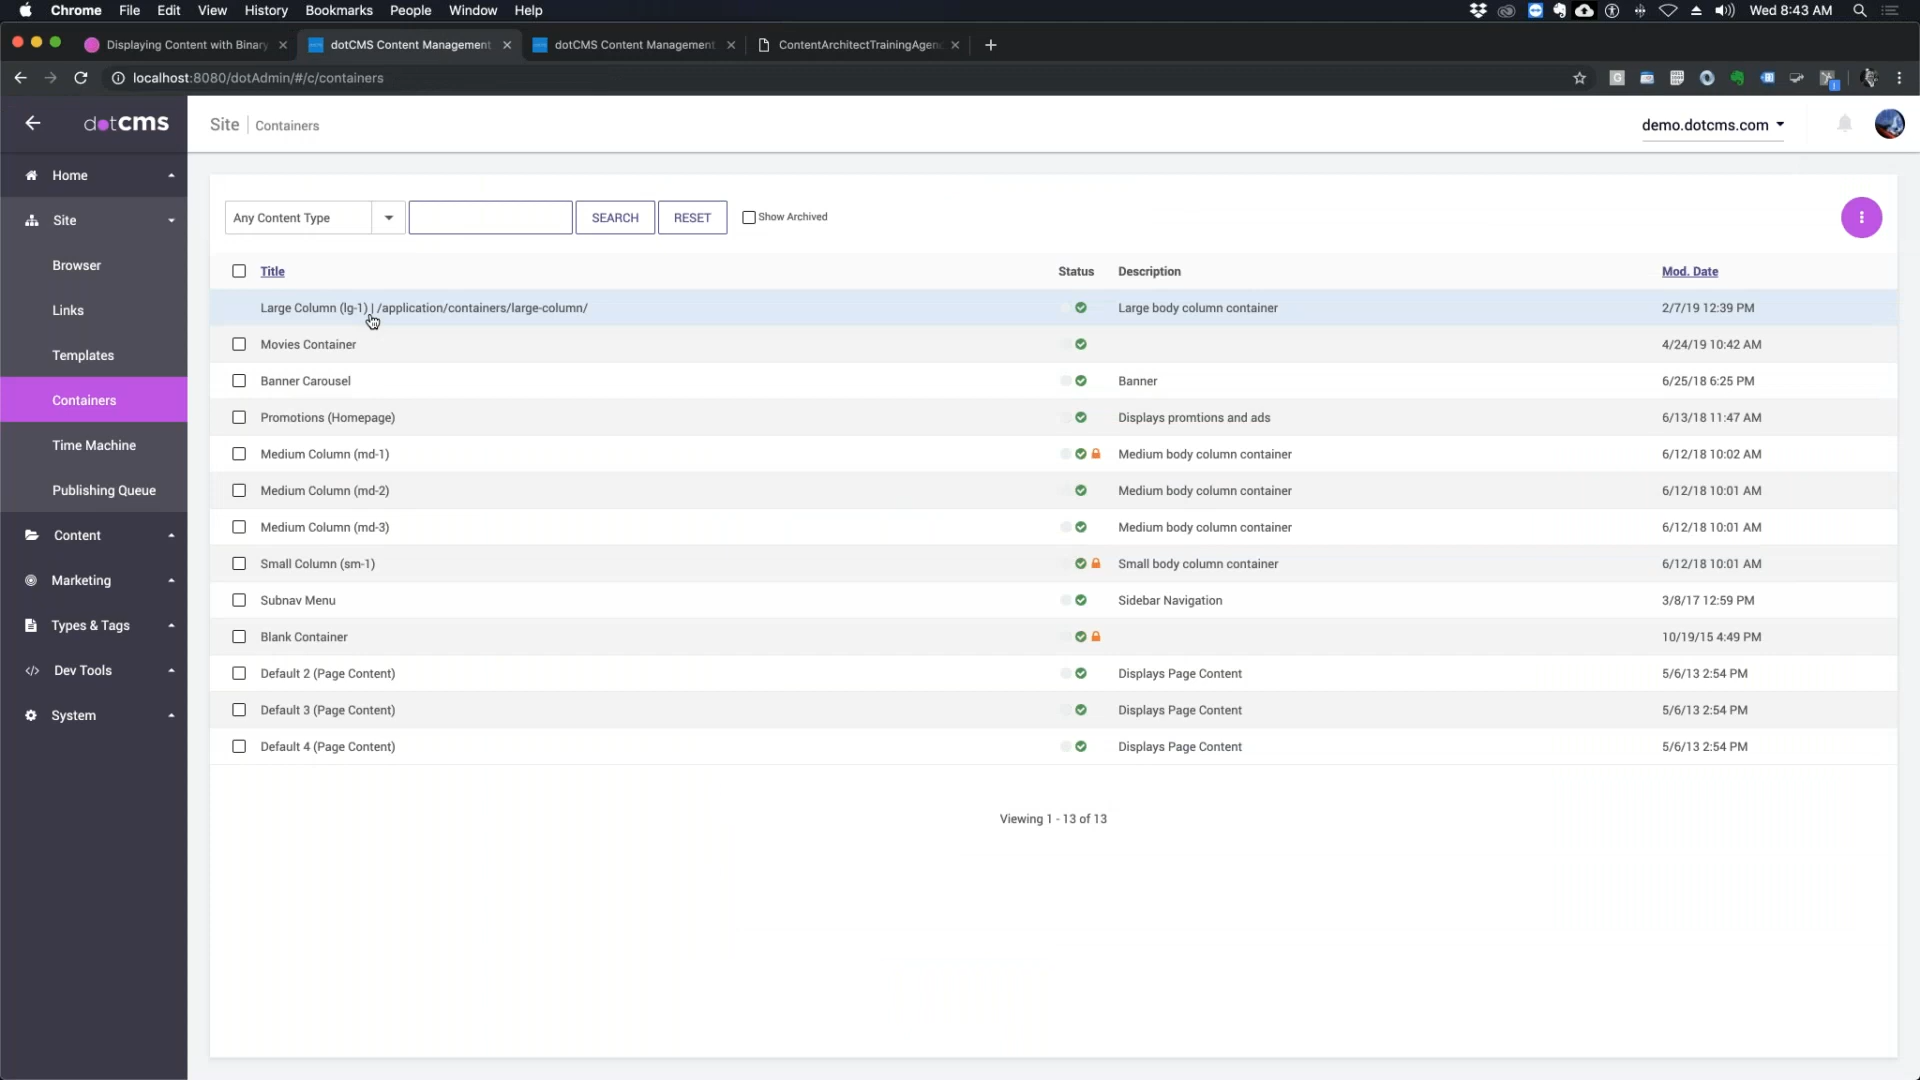 Chrome File Edit View History Bookmarks People Window Help Wed 8:43 AM
Displaying Content with Binary dotCMS Content Management dotCMS Content Management ContentArchitectTrainingAgen
localhost:8080/dotAdmin/#/c/containers
dotCMS Site Containers demo.dotcms.com
Home
Site
Browser
Links
Templates
Containers
Time Machine
Publishing Queue
Content
Marketing
Types & Tags
Dev Tools
System
Any Content Type SEARCH RESET Show Archived
Title Status Description Mod. Date
Large Column (lg-1) | /application/containers/large-column/ Large body column container 2/7/19 12:39 PM
Movies Container 4/24/19 10:42 AM
Banner Carousel Banner 6/25/18 6:25 PM
Promotions (Homepage) Displays promtions and ads 6/13/18 11:47 AM
Medium Column (md-1) Medium body column container 6/12/18 10:02 AM
Medium Column (md-2) Medium body column container 6/12/18 10:01 AM
Medium Column (md-3) Medium body column container 6/12/18 10:01 AM
Small Column (sm-1) Small body column container 6/12/18 10:01 AM
Subnav Menu Sidebar Navigation 3/8/17 12:59 PM
Blank Container 10/19/15 4:49 PM
Default 2 (Page Content) Displays Page Content 5/6/13 2:54 PM
Default 3 (Page Content) Displays Page Content 5/6/13 2:54 PM
Default 4 (Page Content) Displays Page Content 5/6/13 2:54 PM
Viewing 1 - 13 of 13